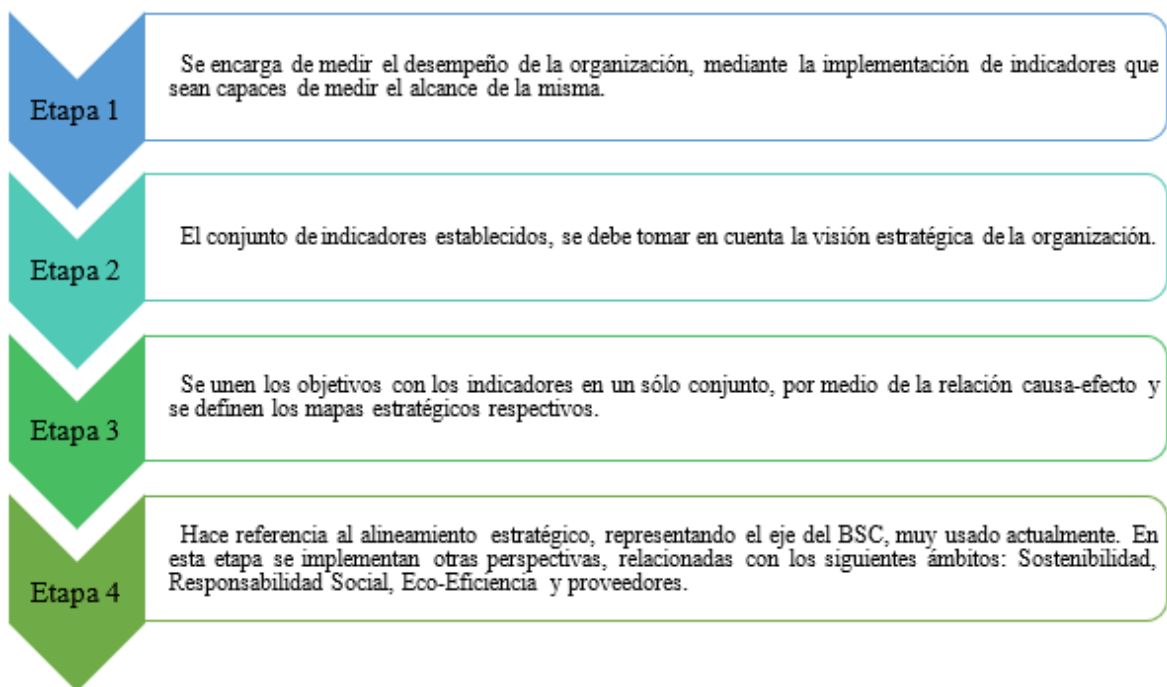 Etapa 1
Se encarga de medir el desempeño de la organización, mediante la implementación de indicadores que
sean capaces de medir el alcance de la misma.
Etapa 2
El conjunto de indicadores establecidos, se debe tomar en cuenta la visión estratégica de la organización.
Etapa 3
Se unen los objetivos con los indicadores en un sólo conjunto, por medio de la relación causa-efecto y
se definen los mapas estratégicos respectivos.
Etapa 4
Hace referencia al alineamiento estratégico, representando el eje del BSC, muy usado actualmente. En
esta etapa se implementan otras perspectivas, relacionadas con los siguientes ámbitos: Sostenibilidad,
Responsabilidad Social, Eco-Eficiencia y proveedores.